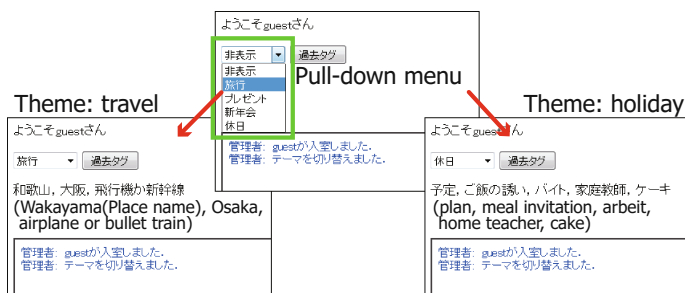 ようこそguestさん
非表示 過去タグ
非表示
旅行
プレゼント
新年会
休日
Pull-down menu
管理者: guestが入室しました.
管理者: テーマを切り替えました.
Theme: travel
ようこそguestさん
旅行 過去タグ
和歌山, 大阪, 飛行機か新幹線
(Wakayama(Place name), Osaka,
airplane or bullet train)
管理者: guestが入室しました.
管理者: テーマを切り替えました.
Theme: holiday
ようこそguestさん
休日 過去タグ
予定, ご飯の誘い, バイト, 家庭教師, ケーキ
(plan, meal invitation, arbeit,
home teacher, cake)
管理者: guestが入室しました.
管理者: テーマを切り替えました.